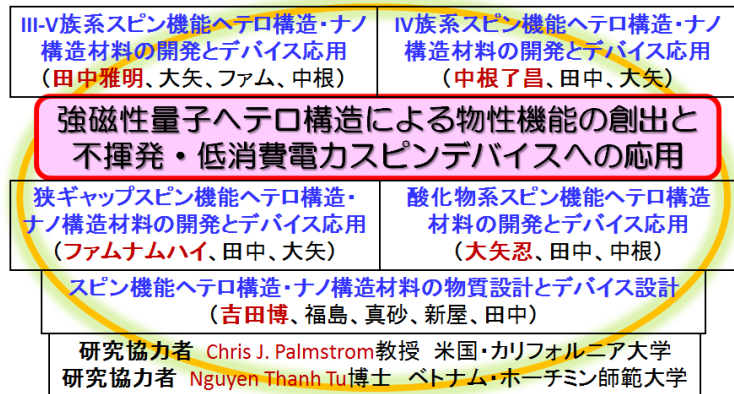 III-V族系スピン機能ヘテロ構造・ナノ
構造材料の開発とデバイス応用
（田中雅明、大矢、ファム、中根）
IV族系スピン機能ヘテロ構造・ナノ
構造材料の開発とデバイス応用
（中根了昌、田中、大矢）
強磁性量子ヘテロ構造による物性機能の創出と
不揮発・低消費電力スピンデバイスへの応用
狭ギャップスピン機能ヘテロ構造・
ナノ構造材料の開発とデバイス応用
（ファムナムハイ、田中、大矢）
酸化物系スピン機能ヘテロ構造
材料の開発とデバイス応用
（大矢忍、田中、中根）
スピン機能ヘテロ構造・ナノ構造材料の物質設計とデバイス設計
（吉田博、福島、真砂、新屋、田中）
研究協力者 Chris J. Palmstrom教授 米国・カリフォルニア大学
研究協力者 Nguyen Thanh Tu博士 ベトナム・ホーチミン師範大学